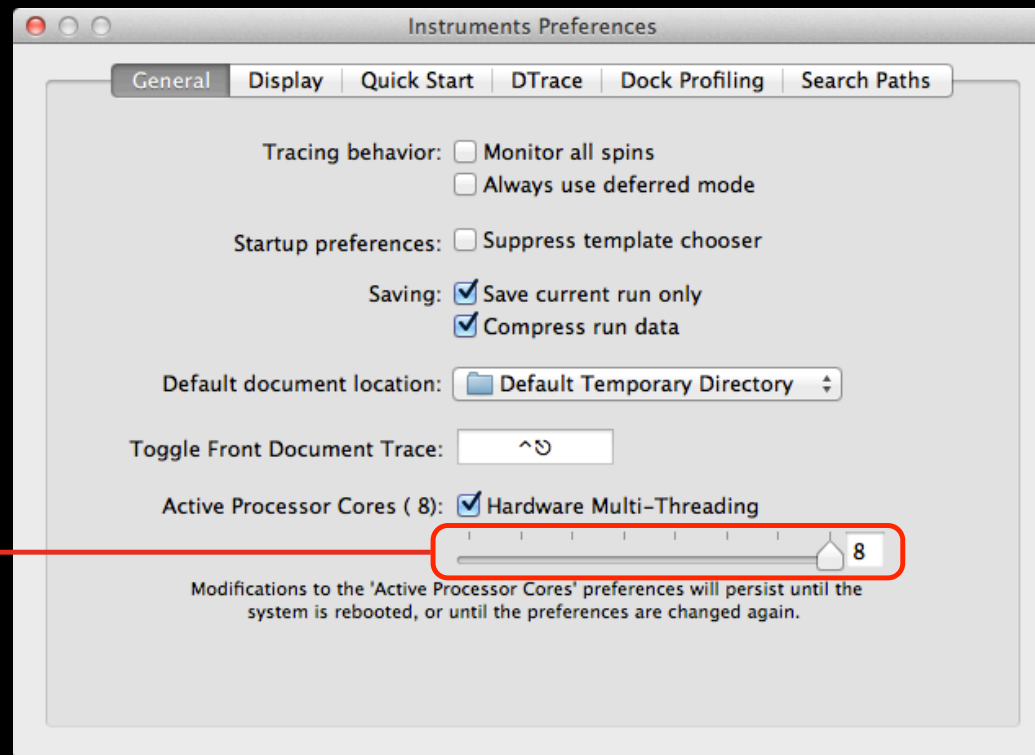 Instruments Preferences
General Display Quick Start DTrace Dock Profiling Search Paths
Tracing behavior: Monitor all spins
Always use deferred mode
Startup preferences: Suppress template chooser
Saving: Save current run only
Compress run data
Default document location: Default Temporary Directory
Toggle Front Document Trace: ^⎋
Active Processor Cores ( 8): Hardware Multi-Threading
8
Modifications to the 'Active Processor Cores' preferences will persist until the
system is rebooted, or until the preferences are changed again.